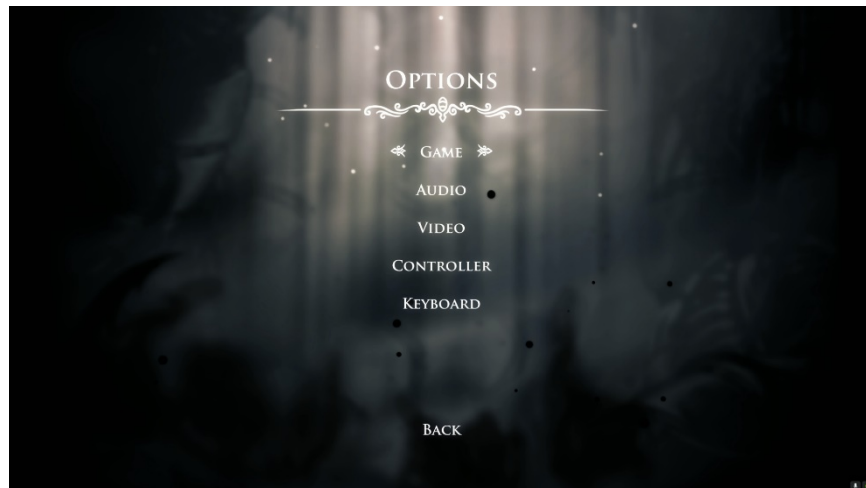 Options
Game
Audio
Video
Controller
Keyboard
Back